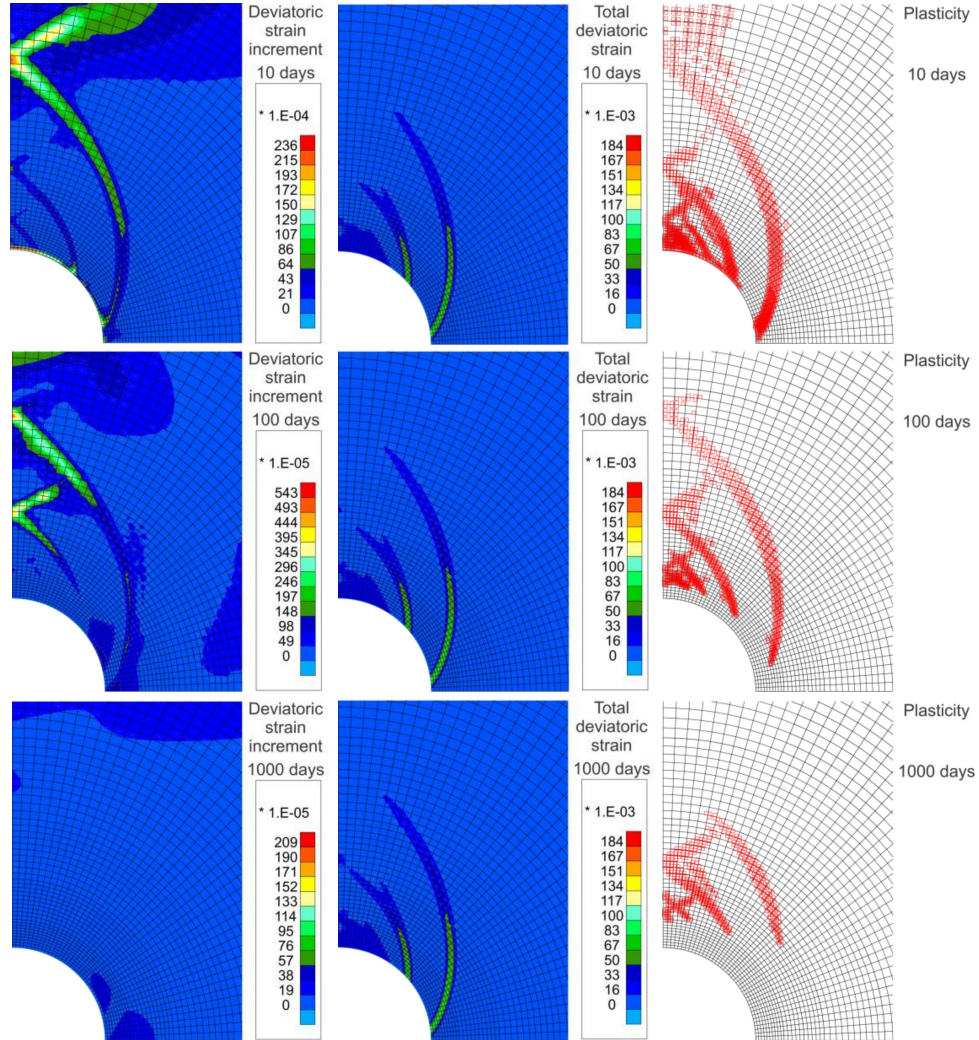 Deviatoric
strain
increment
10 days
* 1.E-04
236
215
193
172
150
129
107
86
64
43
21
0
Total
deviatoric
strain
10 days
* 1.E-03
184
167
151
134
117
100
83
67
50
33
16
0
Plasticity
10 days
Deviatoric
strain
increment
100 days
* 1.E-05
543
493
444
395
345
296
246
197
148
98
49
0
Total
deviatoric
strain
100 days
* 1.E-03
184
167
151
134
117
100
83
67
50
33
16
0
Plasticity
100 days
Deviatoric
strain
increment
1000 days
* 1.E-05
209
190
171
152
133
114
95
76
57
38
19
0
Total
deviatoric
strain
1000 days
* 1.E-03
184
167
151
134
117
100
83
67
50
33
16
0
Plasticity
1000 days